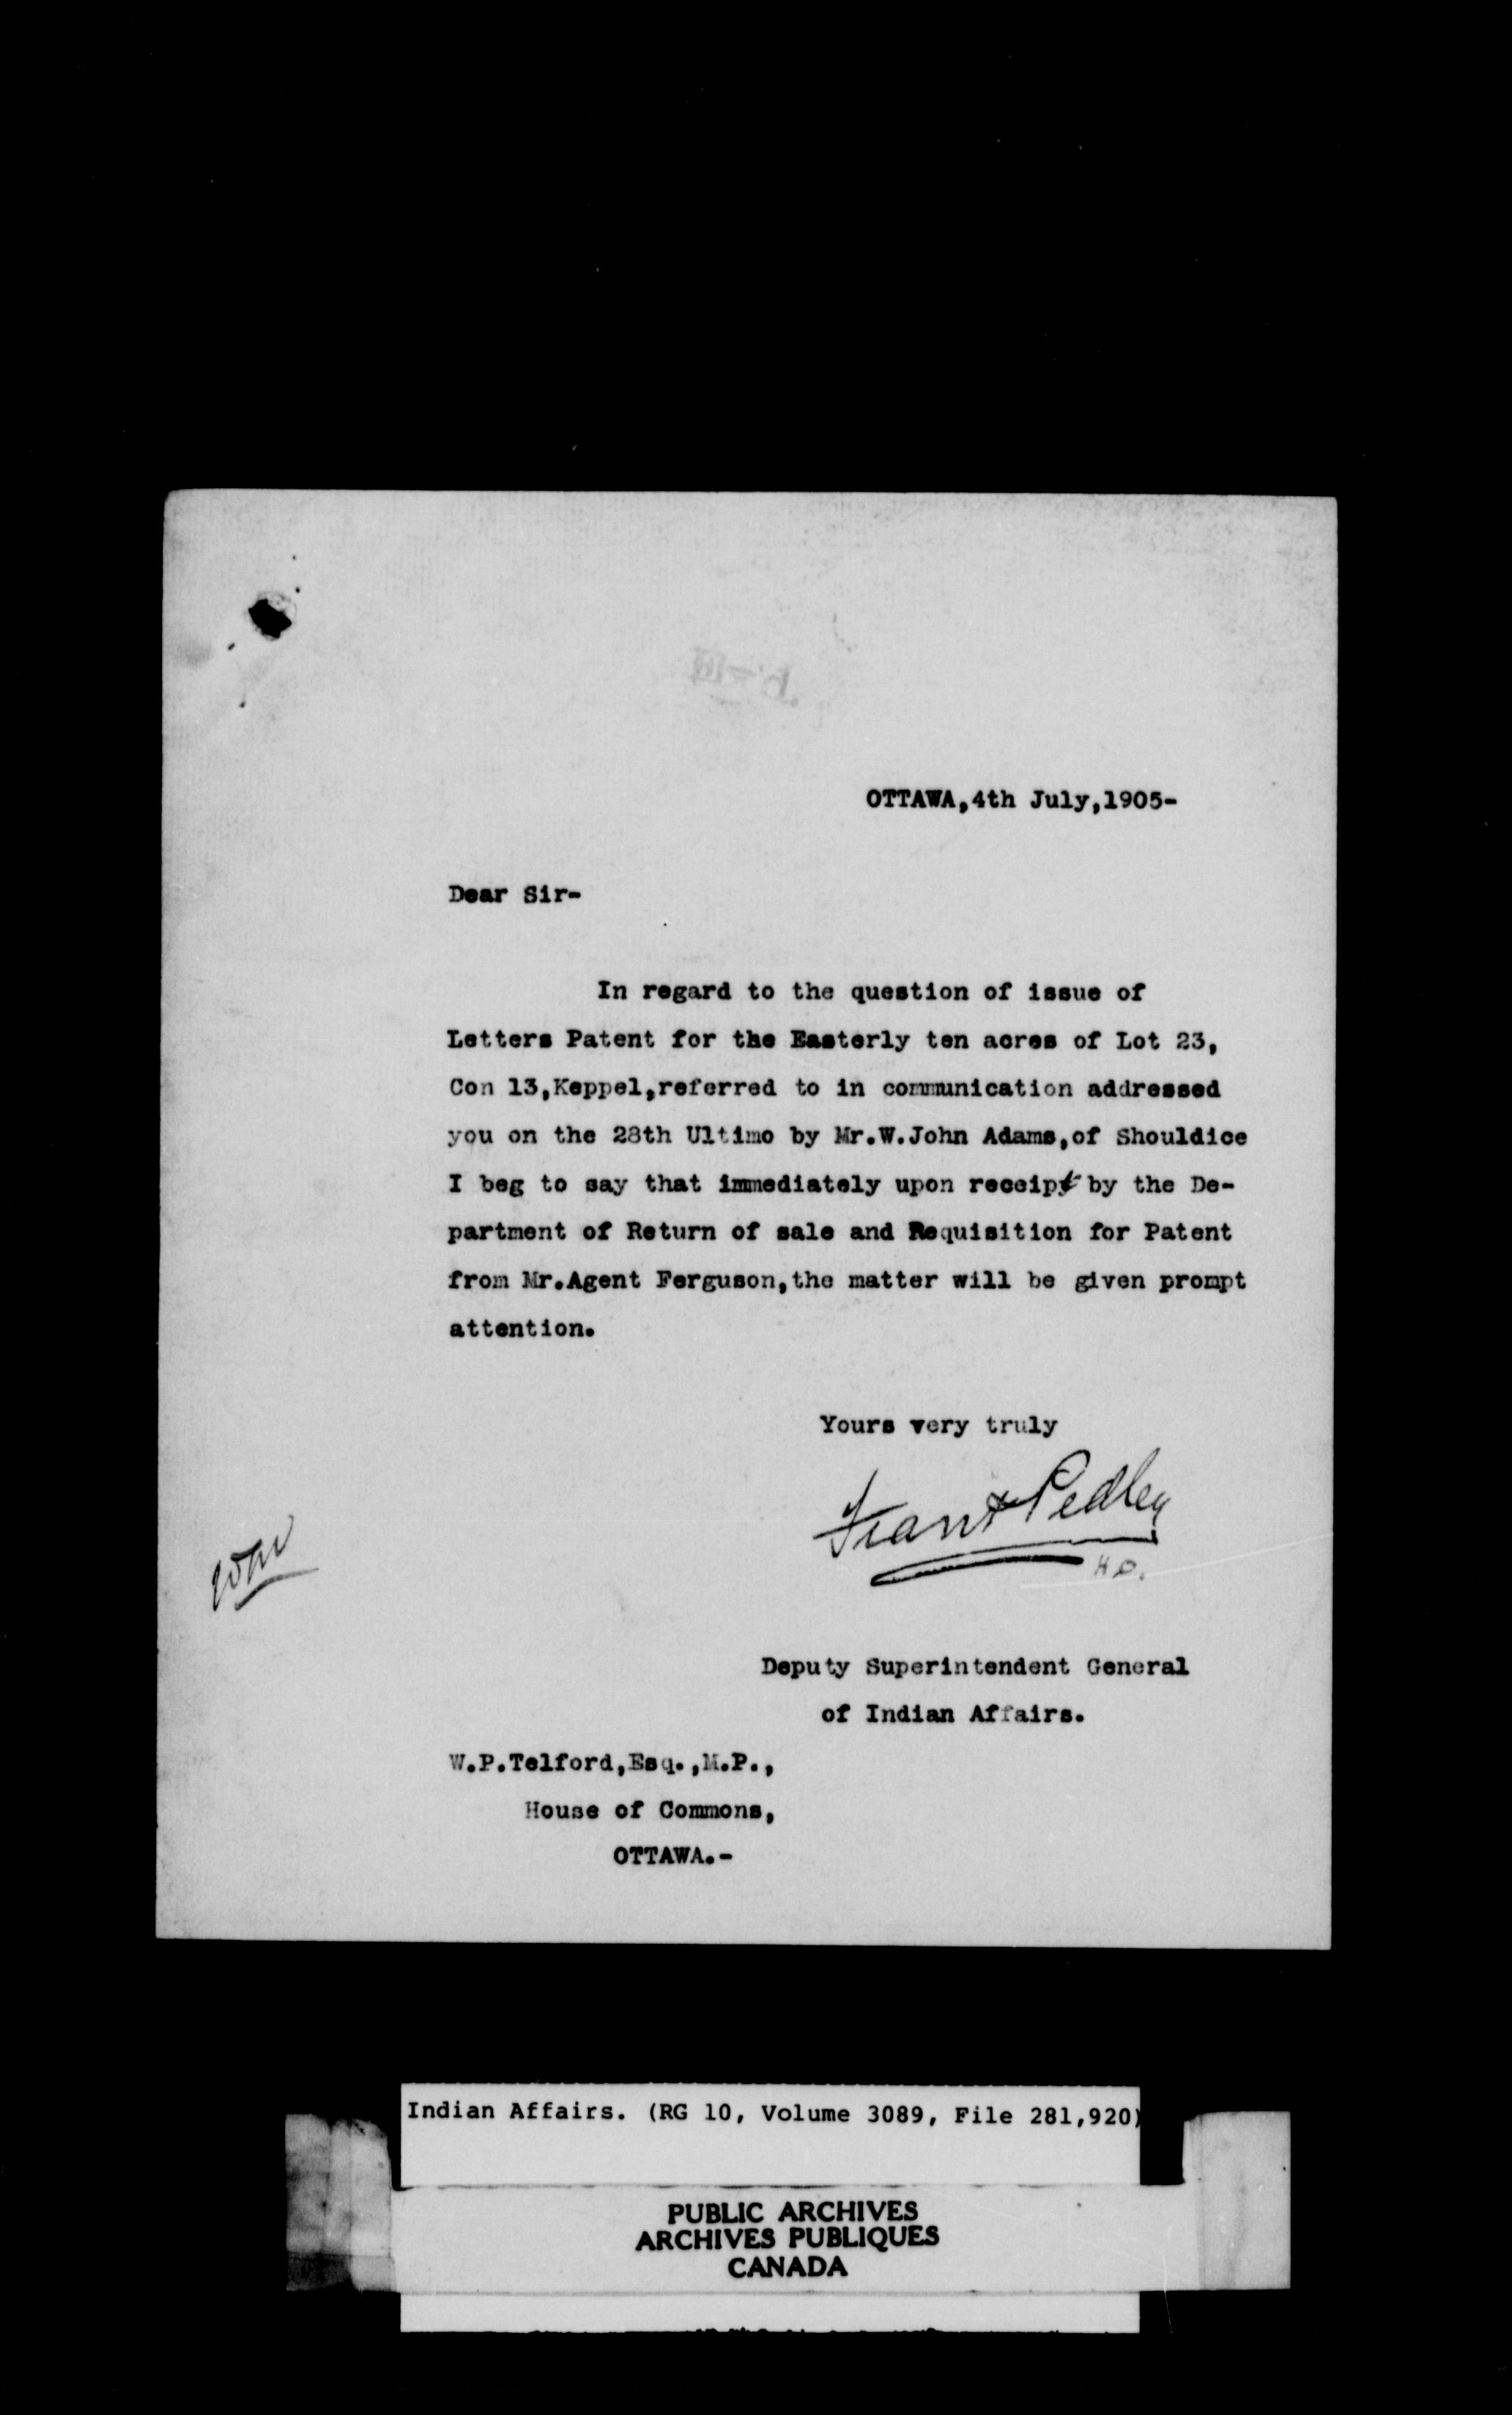 OTTAWA,4th July,1905-
Dear Sir-
In regard to the question of issue of
Letters Patent for the Easterly ten acres of Lot 23,
Con 13,Keppel,referred to in communication addressed
you on the 28th Ultimo by Mr.W.John Adams,of Shouldice
I beg to say that immediately upon receipt by the De-
partment of Return of sale and Requisition for Patent
from Mr.Agent Ferguson,the matter will be given prompt
attention.
Yours very truly
Frank Pedley
H.D.
Deputy Superintendent General
of Indian Affairs.
W.P.Telford,Esq.,M.P.,
House of Commons,
OTTAWA.-
Indian Affairs. (RG 10, Volume 3089, File 281,920)
PUBLIC ARCHIVES
ARCHIVES PUBLIQUES
CANADA